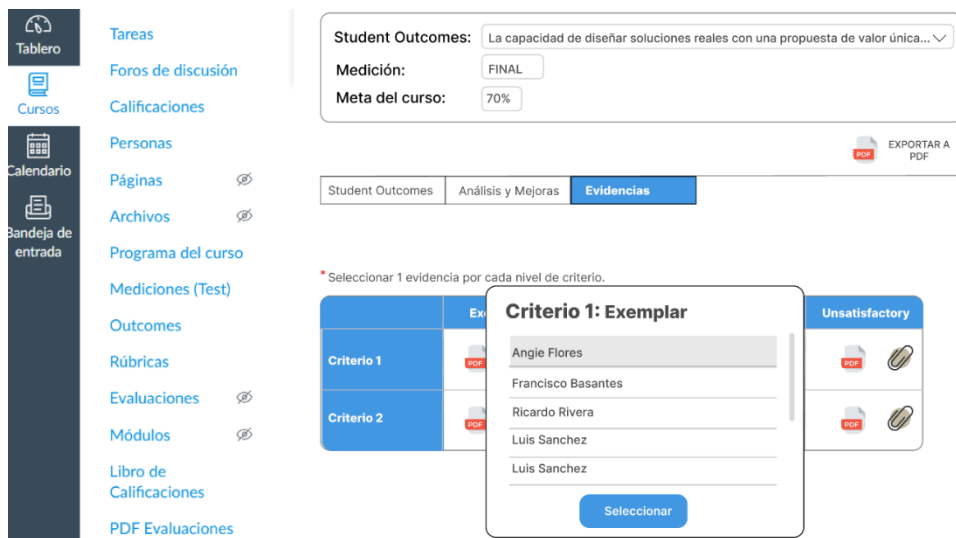 Tablero
Cursos
Calendario
Bandeja de
entrada
Tareas
Foros de discusión
Calificaciones
Personas
Páginas
Archivos
Programa del curso
Mediciones (Test)
Outcomes
Rúbricas
Evaluaciones
Módulos
Libro de
Calificaciones
PDF Evaluaciones
Student Outcomes: La capacidad de diseñar soluciones reales con una propuesta de valor única...
Medición: FINAL
Meta del curso: 70%
PDF EXPORTAR A
PDF
Student Outcomes Análisis y Mejoras Evidencias
*Seleccionar 1 evidencia por cada nivel de criterio.
Ex Unsatisfactory
Criterio 1 PDF PDF
Criterio 2 PDF PDF
Criterio 1: Exemplar
Angie Flores
Francisco Basantes
Ricardo Rivera
Luis Sanchez
Luis Sanchez
Seleccionar